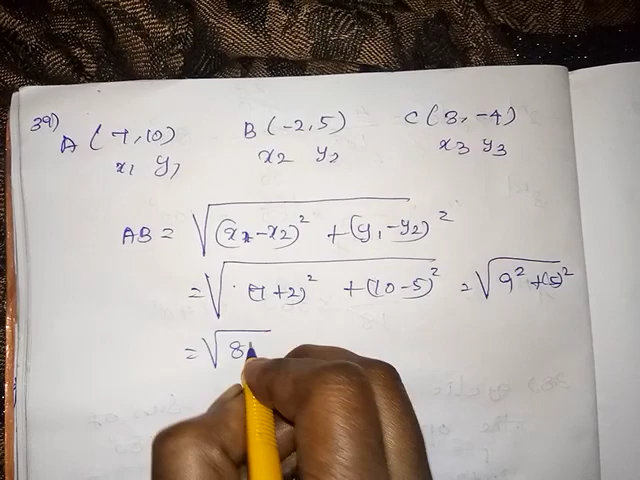 39)
A (7,10) B (-2,5) C(3,-4)
x1 y1 x2 y2 x3 y3
AB = √(x1-x2)² + (y1-y2)²
= √(7+2)² + (10-5)² = √9² + (5)²
= √81